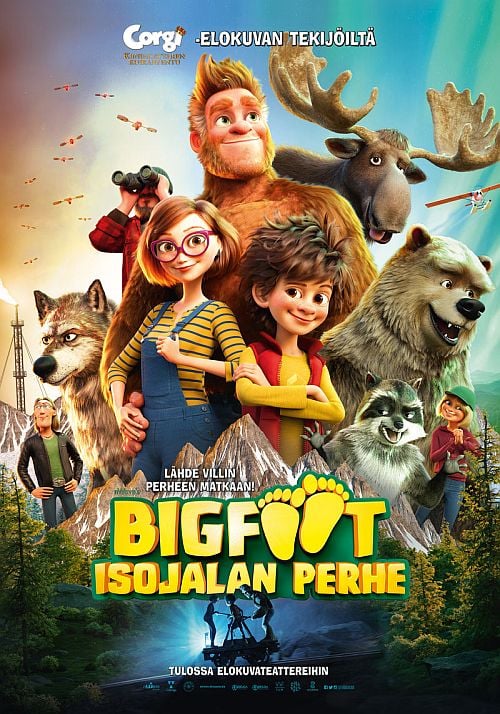 Corgi
-ELOKUVAN TEKIJÖILTÄ
LÄHDE VILLIN
PERHEEN MATKAAN!
BIGFOOT
ISOJALAN PERHE
TULOSSA ELOKUVATEATTEREIHIN